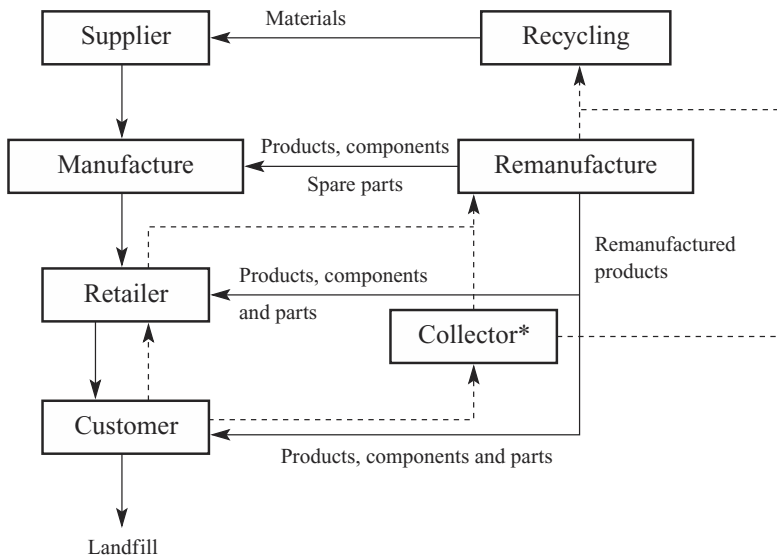 Materials
Supplier
Recycling
Products, components
Manufacture
Remanufacture
Spare parts
Remanufactured
products
Products, components
Retailer
and parts
Collector*
Customer
Products, components and parts
Landfill